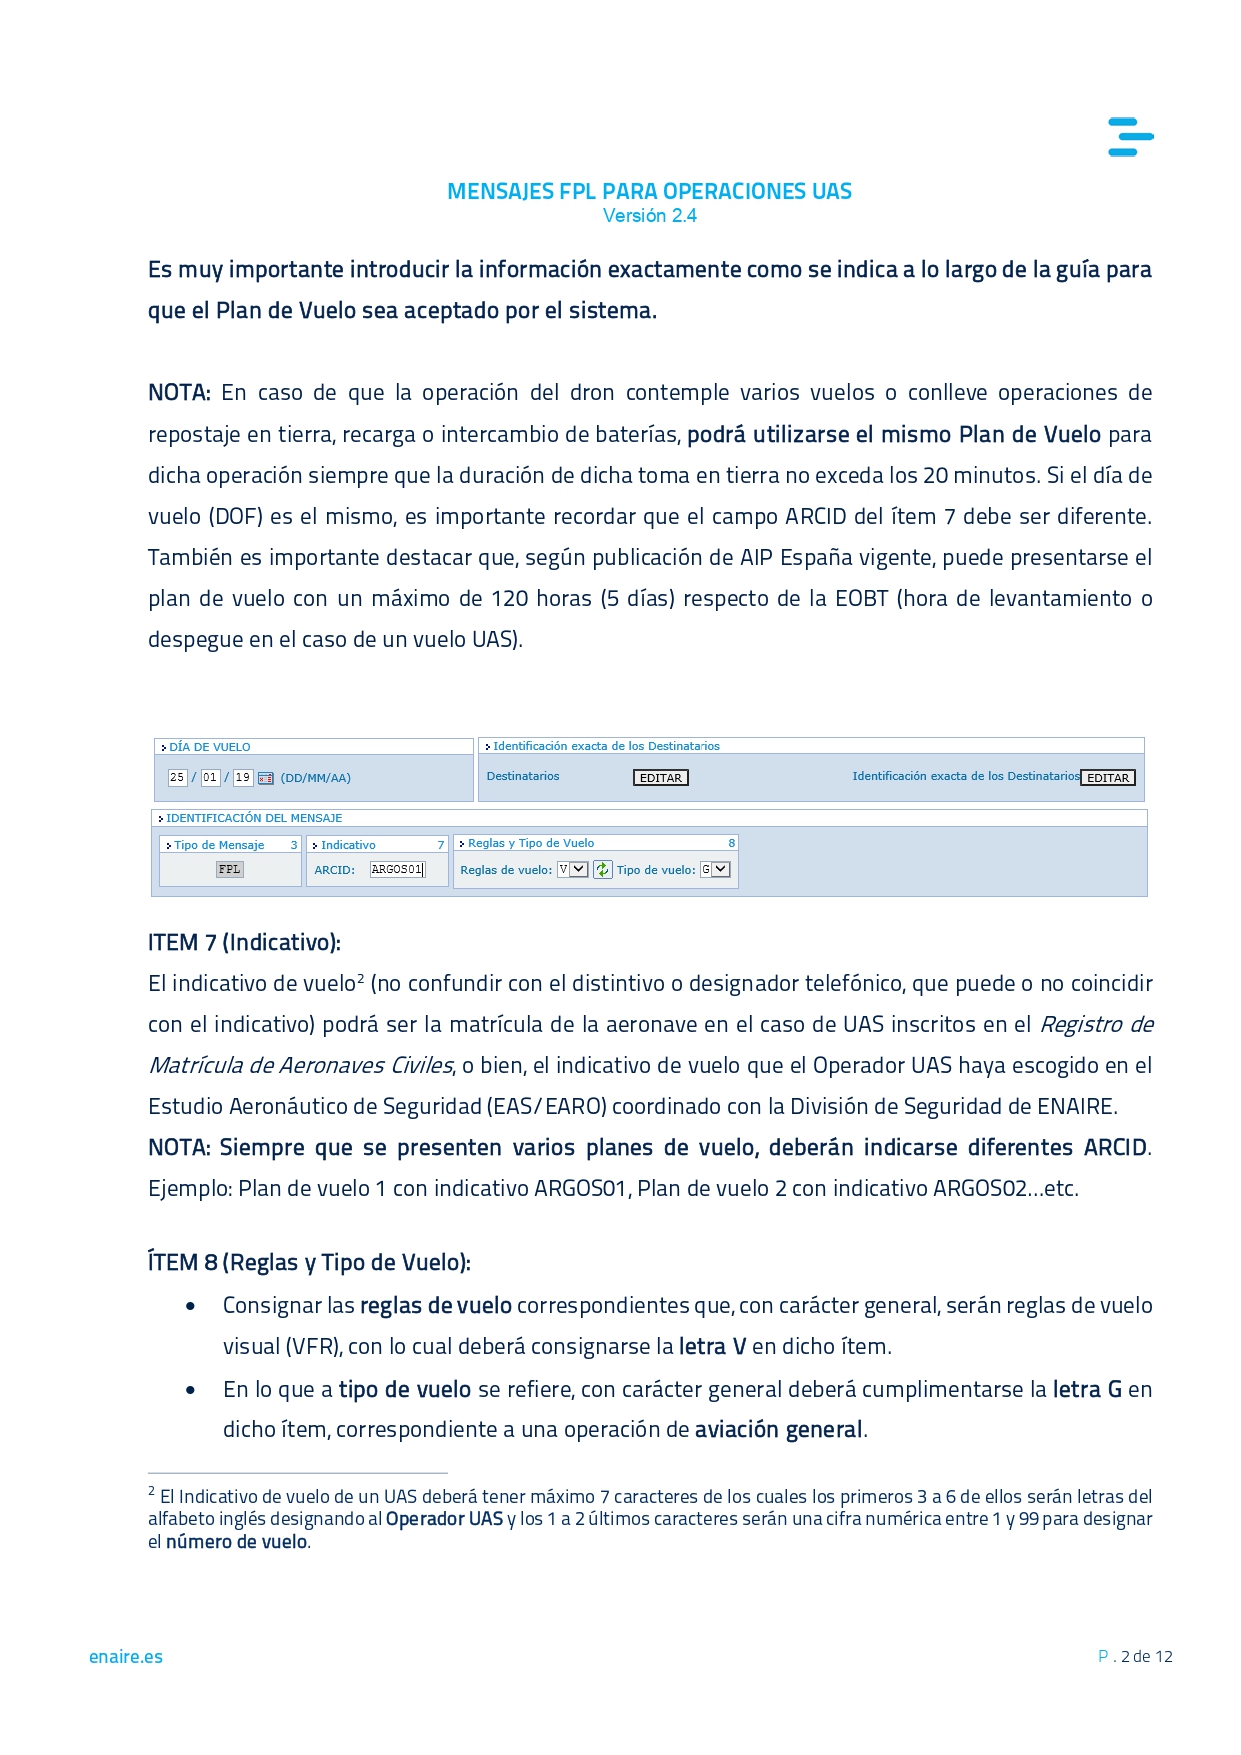 MENSAJES FPL PARA OPERACIONES UAS
Versión 2.4
Es muy importante introducir la información exactamente como se indica a lo largo de la guía para
que el Plan de Vuelo sea aceptado por el sistema.
NOTA: En caso de que la operación del dron contemple varios vuelos o conlleve operaciones de
repostaje en tierra, recarga o intercambio de baterías, podrá utilizarse el mismo Plan de Vuelo para
dicha operación siempre que la duración de dicha toma en tierra no exceda los 20 minutos. Si el día de
vuelo (DOF) es el mismo, es importante recordar que el campo ARCID del ítem 7 debe ser diferente.
También es importante destacar que, según publicación de AIP España vigente, puede presentarse el
plan de vuelo con un máximo de 120 horas (5 días) respecto de la EOBT (hora de levantamiento o
despegue en el caso de un vuelo UAS).
DÍA DE VUELO
25 / 01 / 19 (DD/MM/AA)
Identificación exacta de los Destinatarios
Destinatarios EDITAR Identificación exacta de los Destinatarios EDITAR
IDENTIFICACIÓN DEL MENSAJE
Tipo de Mensaje 3
FPL
Indicativo 7
ARCID: ARGOS01
Reglas y Tipo de Vuelo 8
Reglas de vuelo: V Tipo de vuelo: G
ITEM 7 (Indicativo):
El indicativo de vuelo2 (no confundir con el distintivo o designador telefónico, que puede o no coincidir
con el indicativo) podrá ser la matrícula de la aeronave en el caso de UAS inscritos en el Registro de
Matrícula de Aeronaves Civiles, o bien, el indicativo de vuelo que el Operador UAS haya escogido en el
Estudio Aeronáutico de Seguridad (EAS/EARO) coordinado con la División de Seguridad de ENAIRE.
NOTA: Siempre que se presenten varios planes de vuelo, deberán indicarse diferentes ARCID.
Ejemplo: Plan de vuelo 1 con indicativo ARGOS01, Plan de vuelo 2 con indicativo ARGOS02...etc.
ÍTEM 8 (Reglas y Tipo de Vuelo):
• Consignar las reglas de vuelo correspondientes que, con carácter general, serán reglas de vuelo
visual (VFR), con lo cual deberá consignarse la letra V en dicho ítem.
• En lo que a tipo de vuelo se refiere, con carácter general deberá cumplimentarse la letra G en
dicho ítem, correspondiente a una operación de aviación general.
2 El Indicativo de vuelo de un UAS deberá tener máximo 7 caracteres de los cuales los primeros 3 a 6 de ellos serán letras del
alfabeto inglés designando al Operador UAS y los 1 a 2 últimos caracteres serán una cifra numérica entre 1 y 99 para designar
el número de vuelo.
enaire.es
P . 2 de 12